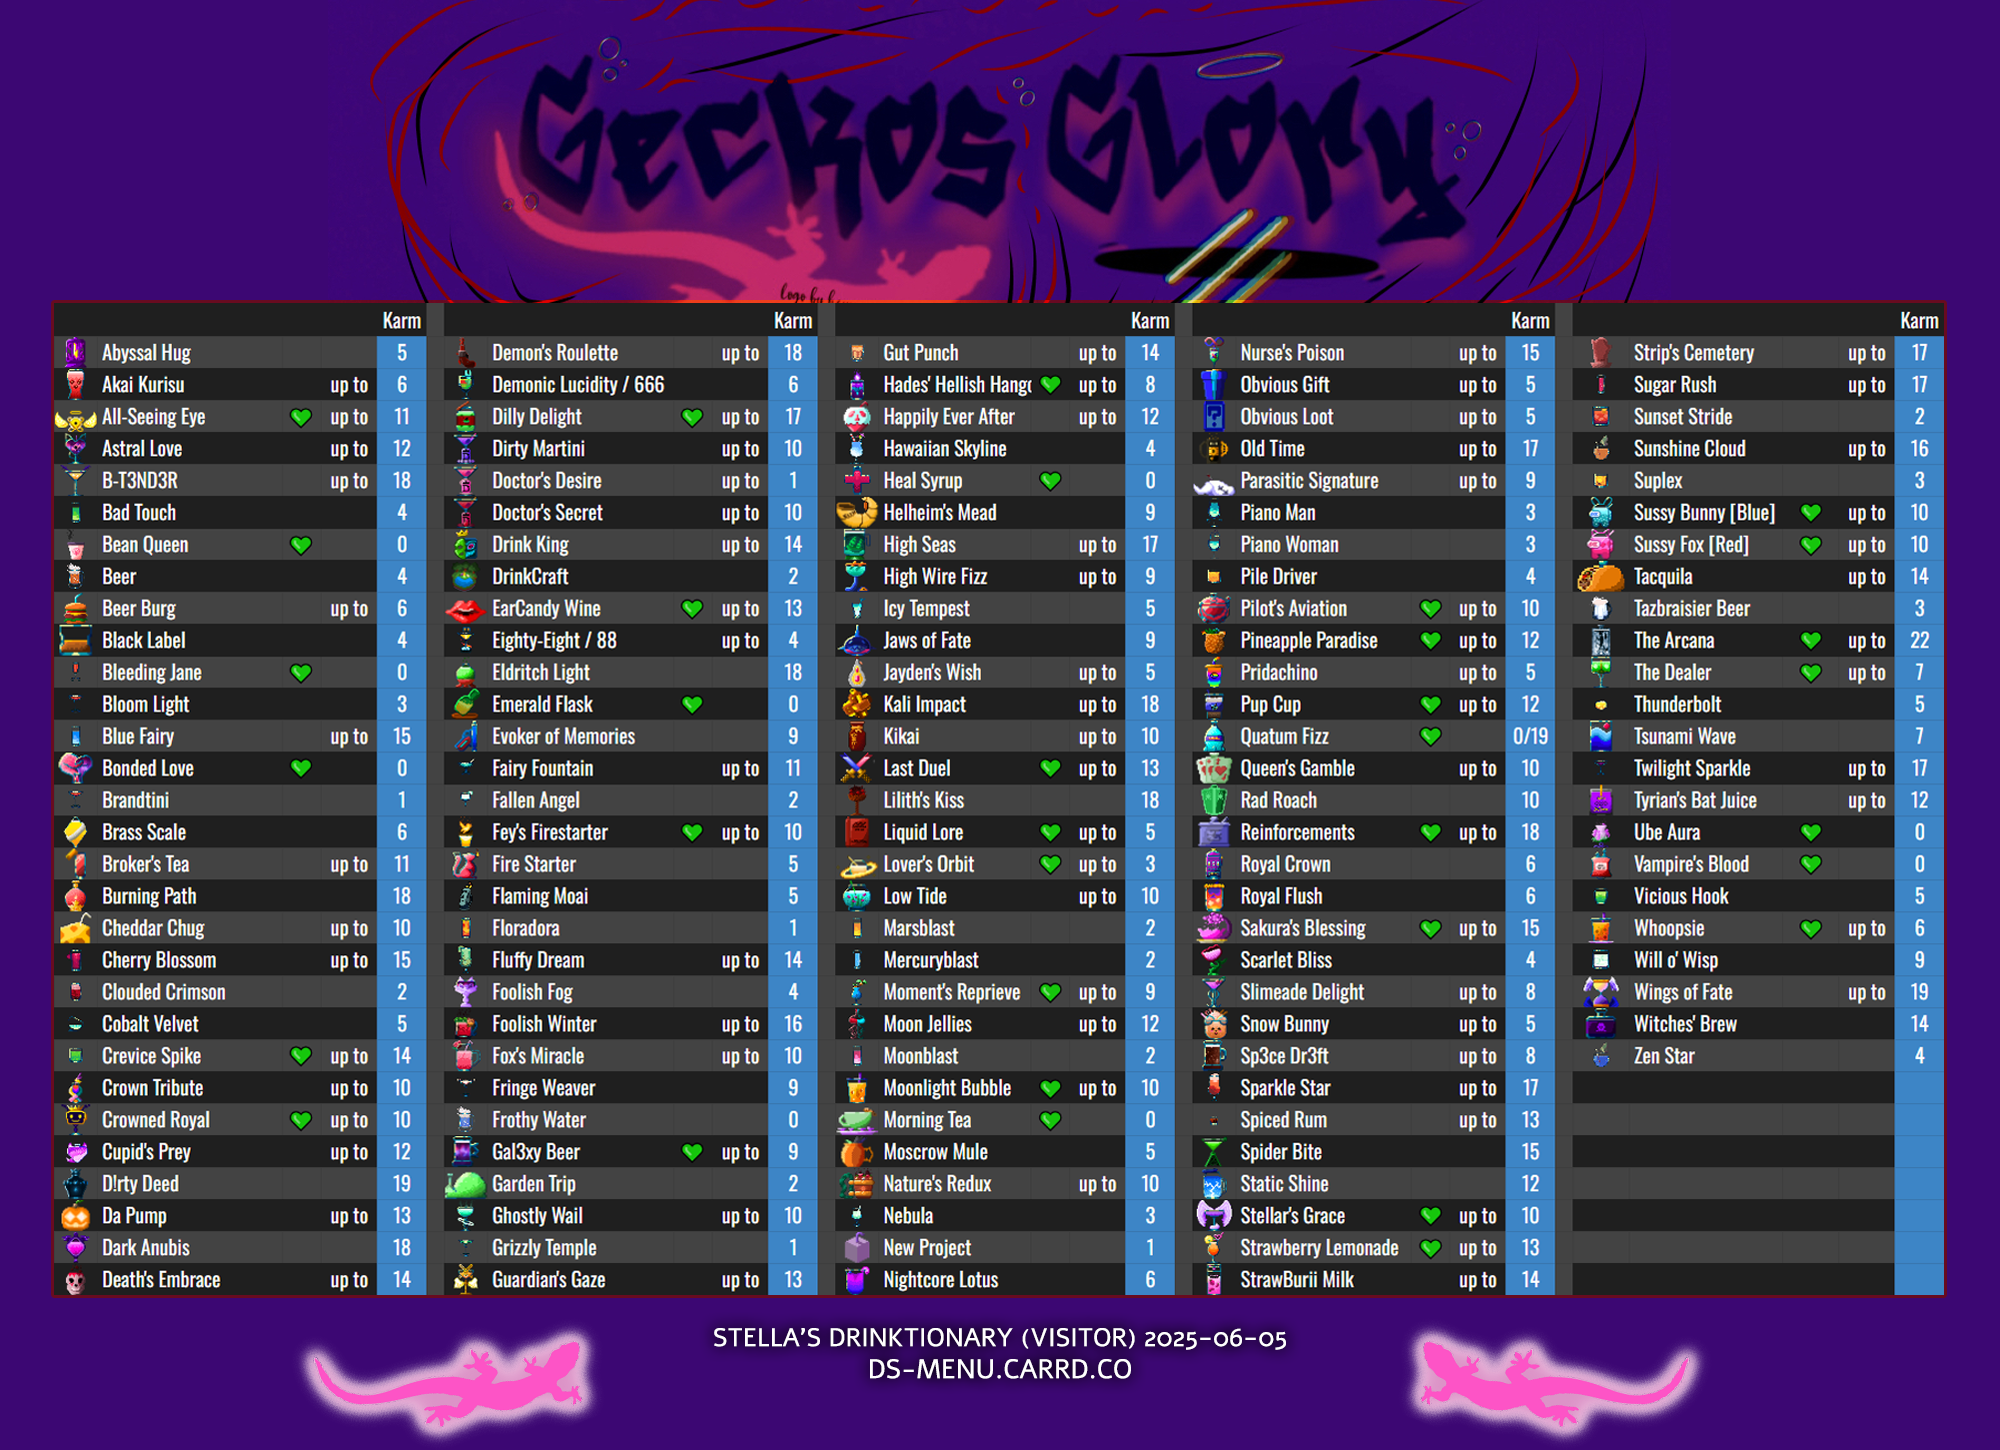 Geckos Glory
logo by
Karm
Abyssal Hug 5
Akai Kurisu up to 6
All-Seeing Eye up to 11
Astral Love up to 12
B-T3ND3R up to 18
Bad Touch 4
Bean Queen 0
Beer 4
Beer Burg up to 6
Black Label 4
Bleeding Jane 0
Bloom Light 3
Blue Fairy up to 15
Bonded Love 0
Brandtini 1
Brass Scale 6
Broker's Tea up to 11
Burning Path 18
Cheddar Chug up to 10
Cherry Blossom up to 15
Clouded Crimson 2
Cobalt Velvet 5
Crevice Spike up to 14
Crown Tribute up to 10
Crowned Royal up to 10
Cupid's Prey up to 12
D!rty Deed 19
Da Pump up to 13
Dark Anubis 18
Death's Embrace up to 14
Karm
Demon's Roulette up to 18
Demonic Lucidity / 666 6
Dilly Delight up to 17
Dirty Martini up to 10
Doctor's Desire up to 1
Doctor's Secret up to 10
Drink King up to 14
DrinkCraft 2
EarCandy Wine up to 13
Eighty-Eight / 88 up to 4
Eldritch Light 18
Emerald Flask 0
Evoker of Memories 9
Fairy Fountain up to 11
Fallen Angel 2
Fey's Firestarter up to 10
Fire Starter 5
Flaming Moai 5
Floradora 1
Fluffy Dream up to 14
Foolish Fog 4
Foolish Winter up to 16
Fox's Miracle up to 10
Fringe Weaver 9
Frothy Water 0
Gal3xy Beer up to 9
Garden Trip 2
Ghostly Wail up to 10
Grizzly Temple 1
Guardian's Gaze up to 13
Karm
Gut Punch up to 14
Hades' Hellish Hang up to 8
Happily Ever After up to 12
Hawaiian Skyline 4
Heal Syrup 0
Helheim's Mead 9
High Seas up to 17
High Wire Fizz up to 9
Icy Tempest 5
Jaws of Fate 9
Jayden's Wish up to 5
Kali Impact up to 18
Kikai up to 10
Last Duel up to 13
Lilith's Kiss 18
Liquid Lore up to 5
Lover's Orbit up to 3
Low Tide up to 10
Marsblast 2
Mercuryblast 2
Moment's Reprieve up to 9
Moon Jellies up to 12
Moonblast 2
Moonlight Bubble up to 10
Morning Tea 0
Moscrow Mule 5
Nature's Redux up to 10
Nebula 3
New Project 1
Nightcore Lotus 6
Karm
Nurse's Poison up to 15
Obvious Gift up to 5
Obvious Loot up to 5
Old Time up to 17
Parasitic Signature up to 9
Piano Man 3
Piano Woman 3
Pile Driver 4
Pilot's Aviation up to 10
Pineapple Paradise up to 12
Pridachino up to 5
Pup Cup up to 12
Quatum Fizz 0/19
Queen's Gamble up to 10
Rad Roach 10
Reinforcements up to 18
Royal Crown 6
Royal Flush 6
Sakura's Blessing up to 15
Scarlet Bliss 4
Slimeade Delight up to 8
Snow Bunny up to 5
Sp3ce Dr3ft up to 8
Sparkle Star up to 17
Spiced Rum up to 13
Spider Bite 15
Static Shine 12
Stellar's Grace up to 10
Strawberry Lemonade up to 13
StrawBurii Milk up to 14
Karm
Strip's Cemetery up to 17
Sugar Rush up to 17
Sunset Stride 2
Sunshine Cloud up to 16
Suplex 3
Sussy Bunny [Blue] up to 10
Sussy Fox [Red] up to 10
Tacquila up to 14
Tazbraisier Beer 3
The Arcana up to 22
The Dealer up to 7
Thunderbolt 5
Tsunami Wave 7
Twilight Sparkle up to 17
Tyrian's Bat Juice up to 12
Ube Aura 0
Vampire's Blood 0
Vicious Hook 5
Whoopsie up to 6
Will o' Wisp 9
Wings of Fate up to 19
Witches' Brew 14
Zen Star 4
STELLA'S DRINKTIONARY (VISITOR) 2025-06-05
DS-MENU.CARRD.CO